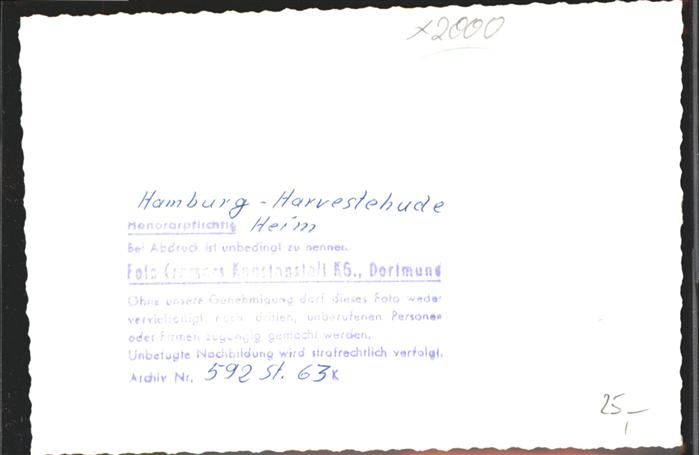 x2000
Hamburg - Harvestehude
Honorarpflichtig Heim
Bei Abdruck ist unbedingt zu nennen:
Foto Cramers Kunstanstalt KG., Dortmund
Ohne unsere Genehmigung darf dieses Foto weder
vervielfältigt noch dritten, unberufenen Personen
oder Firmen zugängig gemacht werden.
Unbefugte Nachbildung wird strafrechtlich verfolgt.
Archiv Nr. 592 St. 63 K
25,-